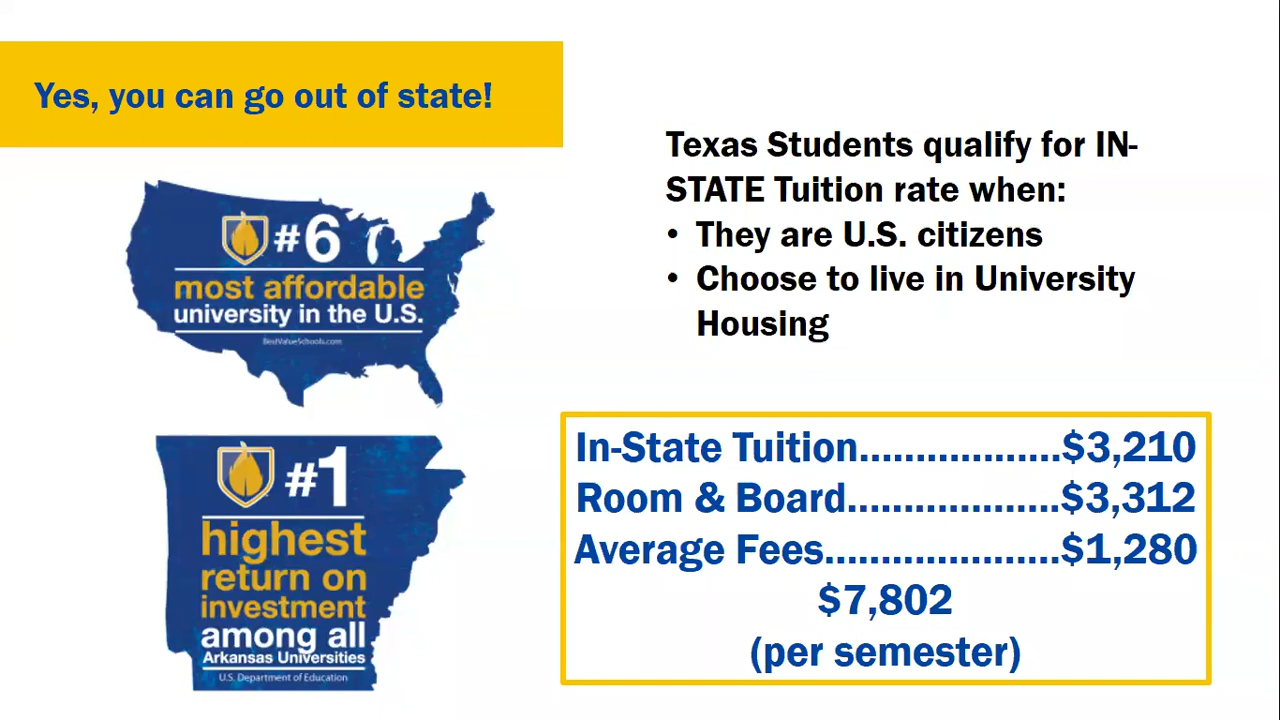 Yes, you can go out of state!
#6
most affordable
university in the U.S.
BestValueSchools.com
#1
highest
return on
investment
among all
Arkansas Universities
U.S. Department of Education
Texas Students qualify for IN-
STATE Tuition rate when:
• They are U.S. citizens
• Choose to live in University
Housing
In-State Tuition..................$3,210
Room & Board...................$3,312
Average Fees.....................$1,280
$7,802
(per semester)